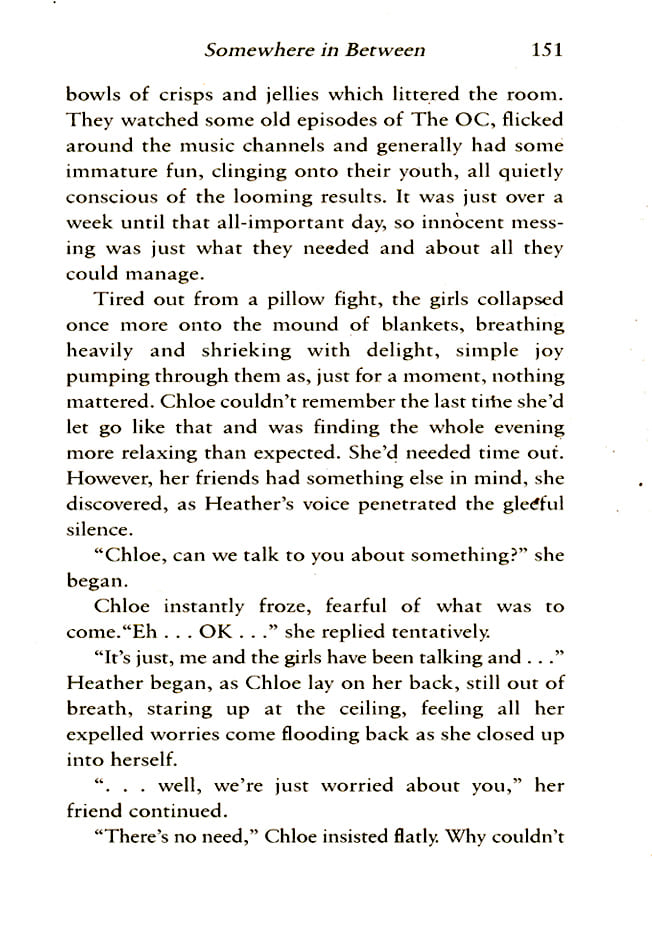 Somewhere in Between 151
bowls of crisps and jellies which littered the room.
They watched some old episodes of The OC, flicked
around the music channels and generally had some
immature fun, clinging onto their youth, all quietly
conscious of the looming results. It was just over a
week until that all-important day, so innocent mess-
ing was just what they needed and about all they
could manage.
Tired out from a pillow fight, the girls collapsed
once more onto the mound of blankets, breathing
heavily and shrieking with delight, simple joy
pumping through them as, just for a moment, nothing
mattered. Chloe couldn’t remember the last time she’d
let go like that and was finding the whole evening
more relaxing than expected. She’d needed time out.
However, her friends had something else in mind, she
discovered, as Heather’s voice penetrated the gleeful
silence.
“Chloe, can we talk to you about something?” she
began.
Chloe instantly froze, fearful of what was to
come.“Eh . . . OK . . .” she replied tentatively.
“It’s just, me and the girls have been talking and . . .”
Heather began, as Chloe lay on her back, still out of
breath, staring up at the ceiling, feeling all her
expelled worries come flooding back as she closed up
into herself.
“. . . well, we’re just worried about you,” her
friend continued.
“There’s no need,” Chloe insisted flatly. Why couldn’t